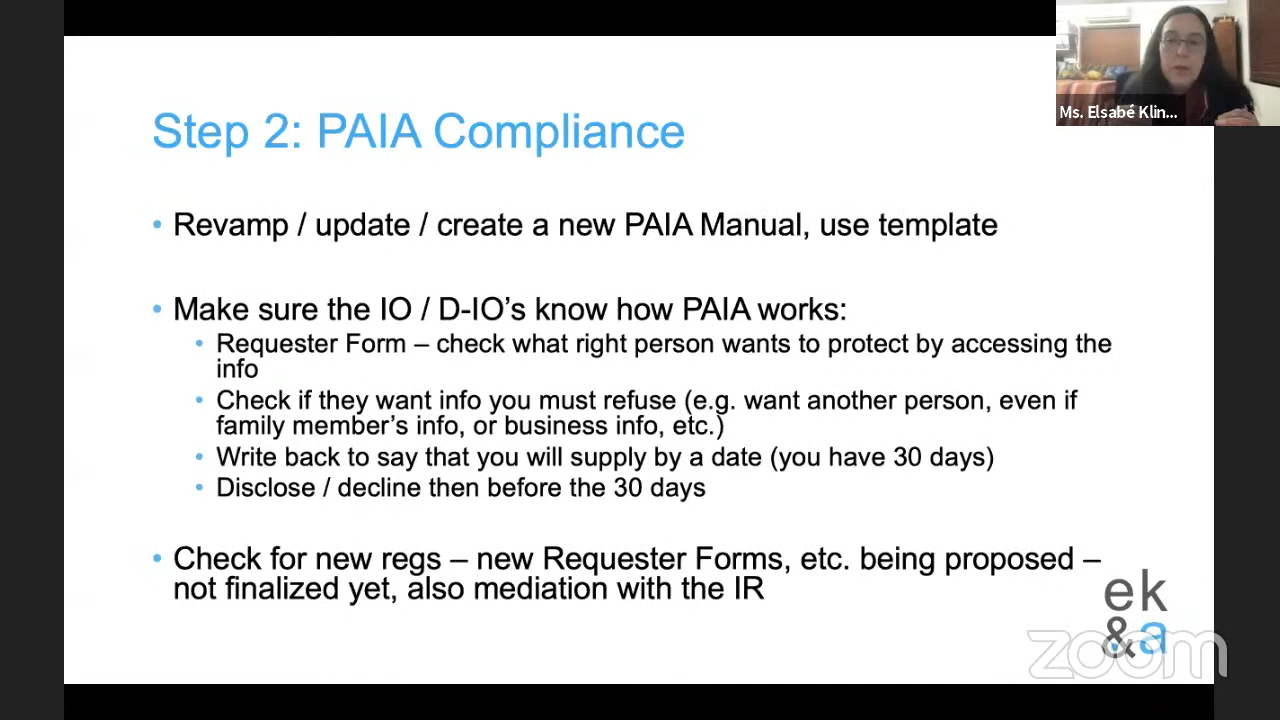 Ms. Elsabé Klin...
Step 2: PAIA Compliance
• Revamp / update / create a new PAIA Manual, use template
• Make sure the IO / D-IO’s know how PAIA works:
• Requester Form – check what right person wants to protect by accessing the
info
• Check if they want info you must refuse (e.g. want another person, even if
family member’s info, or business info, etc.)
• Write back to say that you will supply by a date (you have 30 days)
• Disclose / decline then before the 30 days
• Check for new regs – new Requester Forms, etc. being proposed –
not finalized yet, also mediation with the IR
ek
&a
zoom